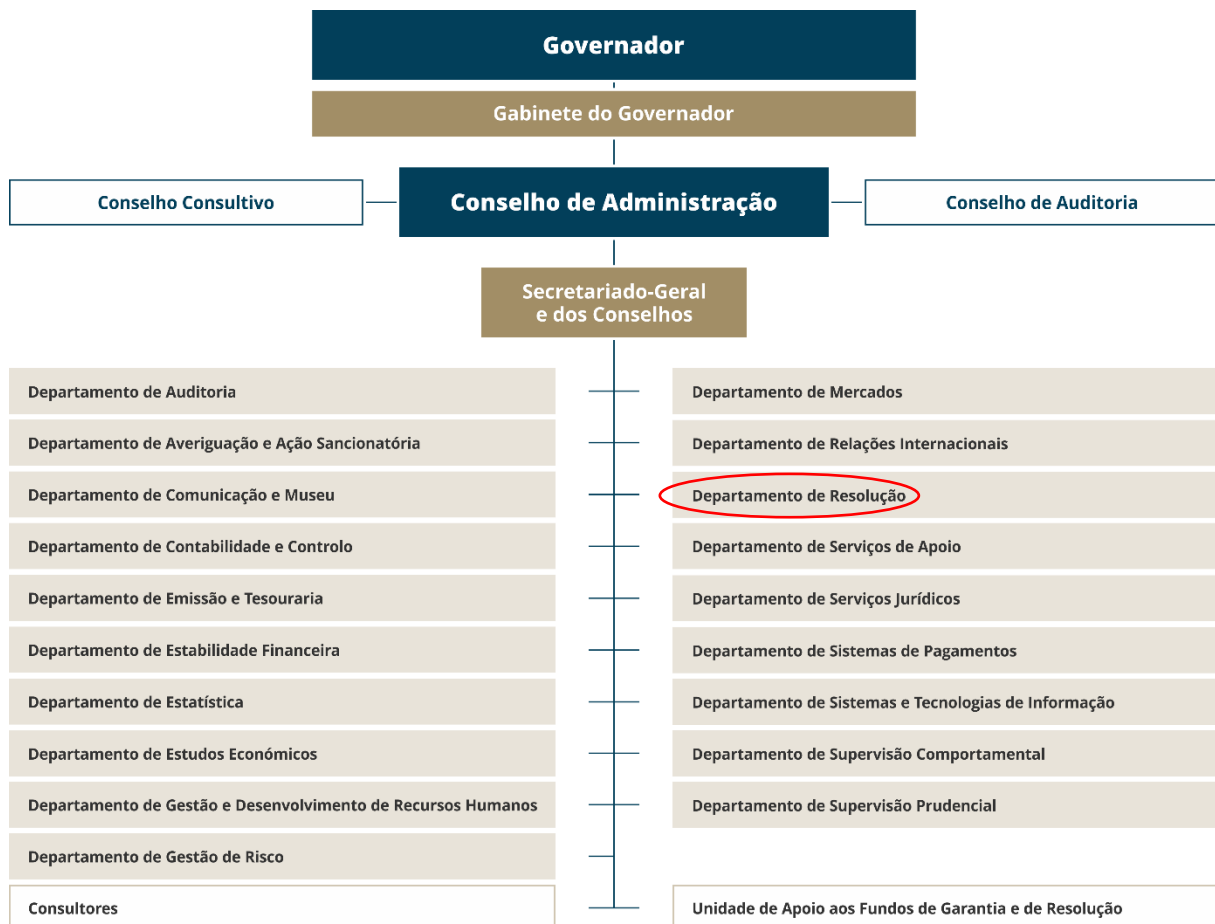 Governador
Gabinete do Governador
Conselho Consultivo
Conselho de Administração
Conselho de Auditoria
Secretariado-Geral
e dos Conselhos
Departamento de Auditoria
Departamento de Averiguação e Ação Sancionatória
Departamento de Comunicação e Museu
Departamento de Contabilidade e Controlo
Departamento de Emissão e Tesouraria
Departamento de Estabilidade Financeira
Departamento de Estatística
Departamento de Estudos Económicos
Departamento de Gestão e Desenvolvimento de Recursos Humanos
Departamento de Gestão de Risco
Consultores
Departamento de Mercados
Departamento de Relações Internacionais
Departamento de Resolução
Departamento de Serviços de Apoio
Departamento de Serviços Jurídicos
Departamento de Sistemas de Pagamentos
Departamento de Sistemas e Tecnologias de Informação
Departamento de Supervisão Comportamental
Departamento de Supervisão Prudencial
Unidade de Apoio aos Fundos de Garantia e de Resolução